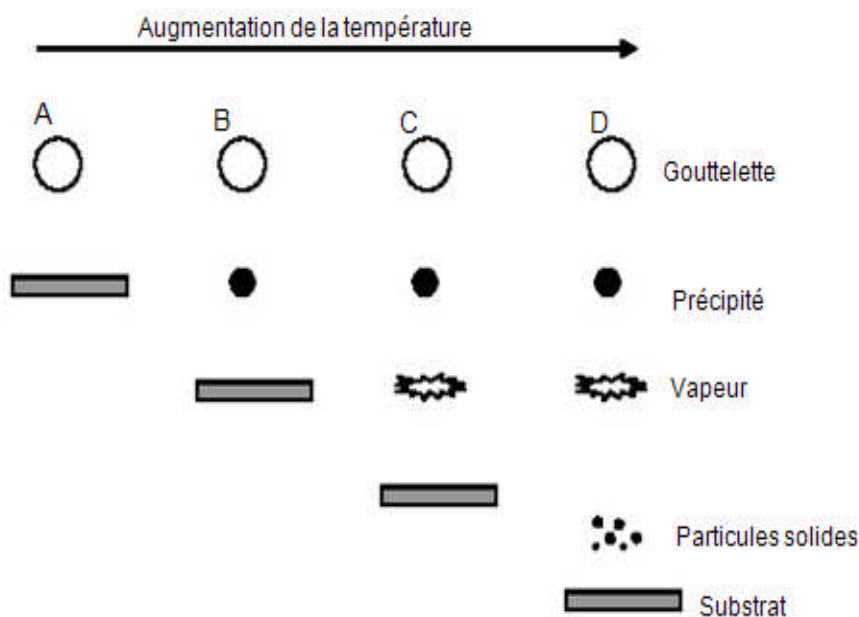 Augmentation de la température
A
B
C
D
Gouttelette
Précipité
Vapeur
Particules solides
Substrat